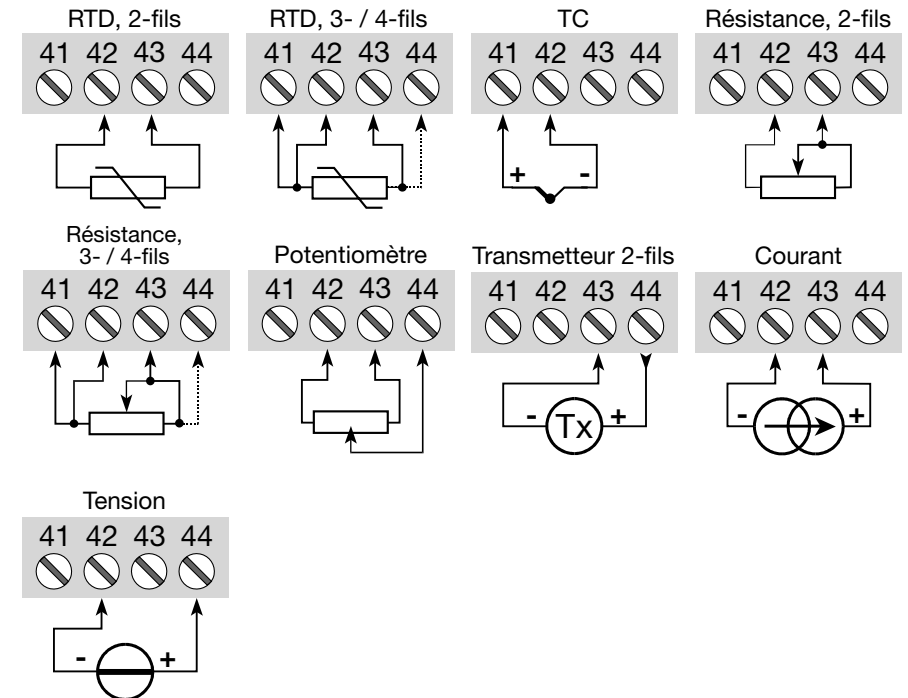 RTD, 2-fils
41 42 43 44
RTD, 3- / 4-fils
41 42 43 44
TC
41 42 43 44
+ -
Résistance, 2-fils
41 42 43 44
Résistance,
3- / 4-fils
41 42 43 44
Potentiomètre
41 42 43 44
Transmetteur 2-fils
41 42 43 44
- Tx +
Courant
41 42 43 44
- +
Tension
41 42 43 44
- +